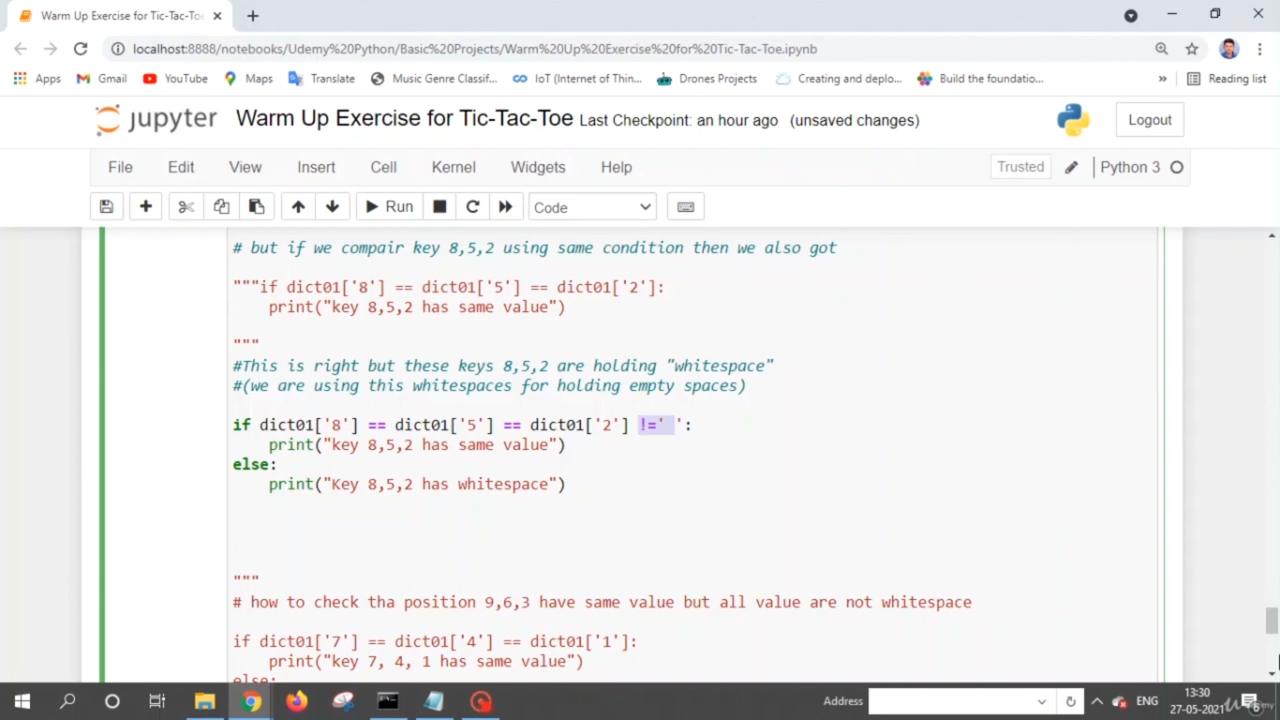 Warm Up Exercise for Tic-Tac-Toe
localhost:8888/notebooks/Udemy%20Python/Basic%20Projects/Warm%20Up%20Exercise%20for%20Tic-Tac-Toe.ipynb
Apps Gmail YouTube Maps Translate Music Genre Classif... IoT (Internet of Thin... Drones Projects Creating and deplo... Build the foundatio... » Reading list
jupyter Warm Up Exercise for Tic-Tac-Toe Last Checkpoint: an hour ago (unsaved changes) Logout
File Edit View Insert Cell Kernel Widgets Help Trusted Python 3
Run Code
# but if we compair key 8,5,2 using same condition then we also got
"""if dict01['8'] == dict01['5'] == dict01['2']:
print("key 8,5,2 has same value")
"""
#This is right but these keys 8,5,2 are holding "whitespace"
#(we are using this whitespaces for holding empty spaces)
if dict01['8'] == dict01['5'] == dict01['2'] !=' ':
print("key 8,5,2 has same value")
else:
print("Key 8,5,2 has whitespace")
"""
# how to check tha position 9,6,3 have same value but all value are not whitespace
if dict01['7'] == dict01['4'] == dict01['1']:
print("key 7, 4, 1 has same value")
else:
Address ENG 13:30
27-05-2021